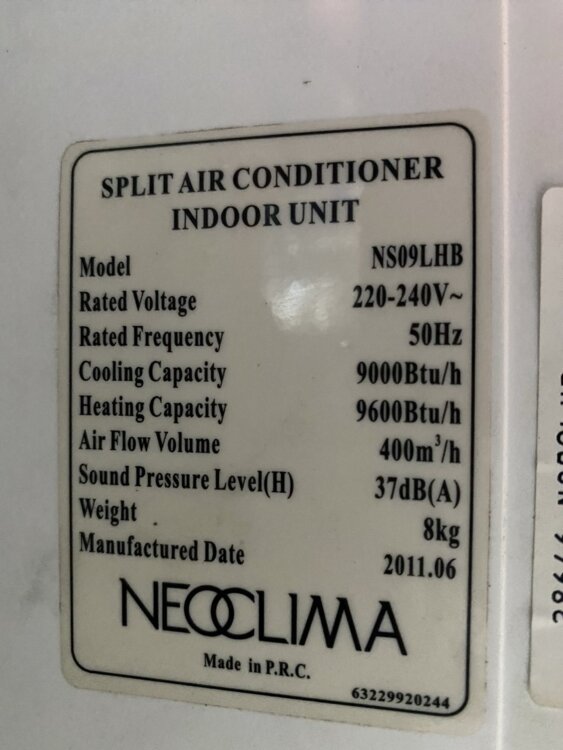 SPLIT AIR CONDITIONER
INDOOR UNIT
Model NS09LHB
Rated Voltage 220-240V~
Rated Frequency 50Hz
Cooling Capacity 9000Btu/h
Heating Capacity 9600Btu/h
Air Flow Volume 400m³/h
Sound Pressure Level(H) 37dB(A)
Weight 8kg
Manufactured Date 2011.06
NEOCLIMA
Made in P.R.C.
63229920244